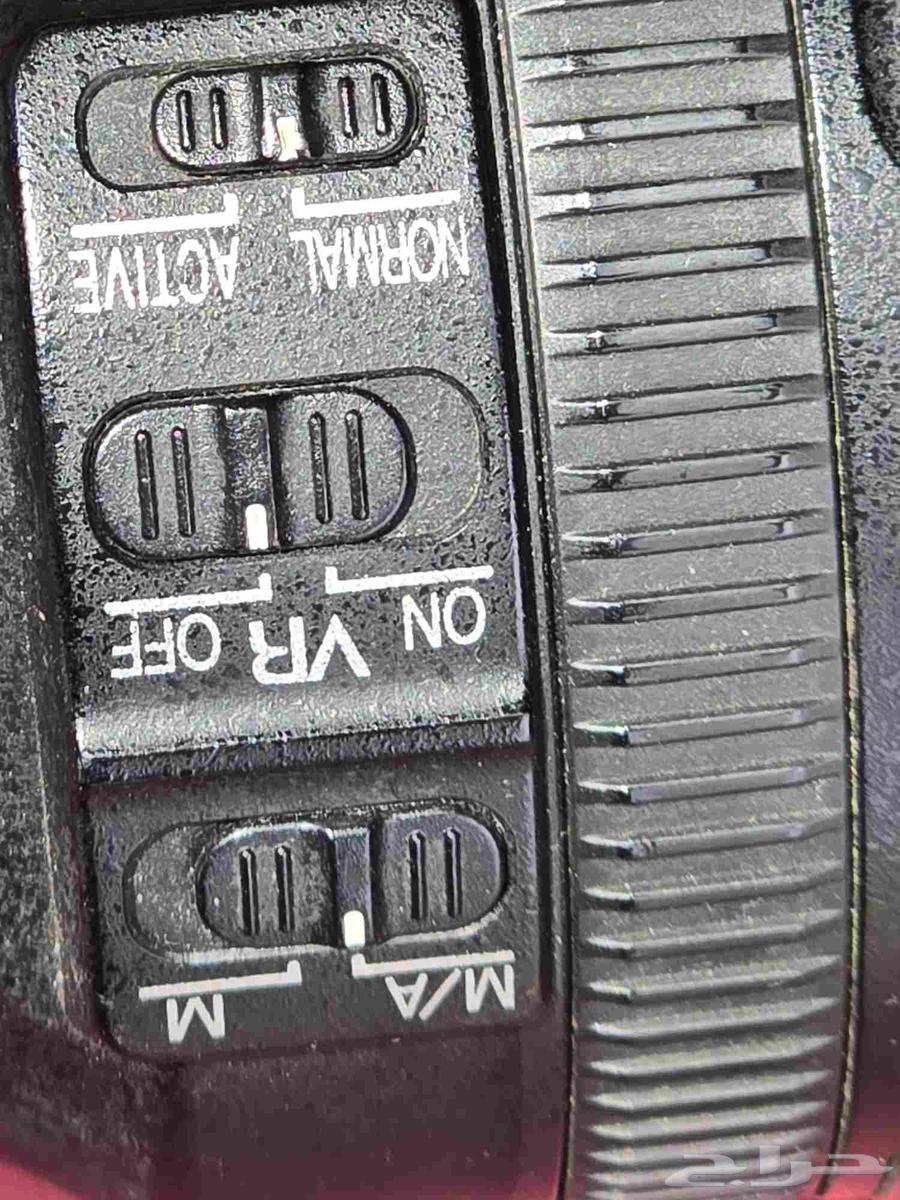 M/A M
ON VR OFF
NORMAL ACTIVE
حراج